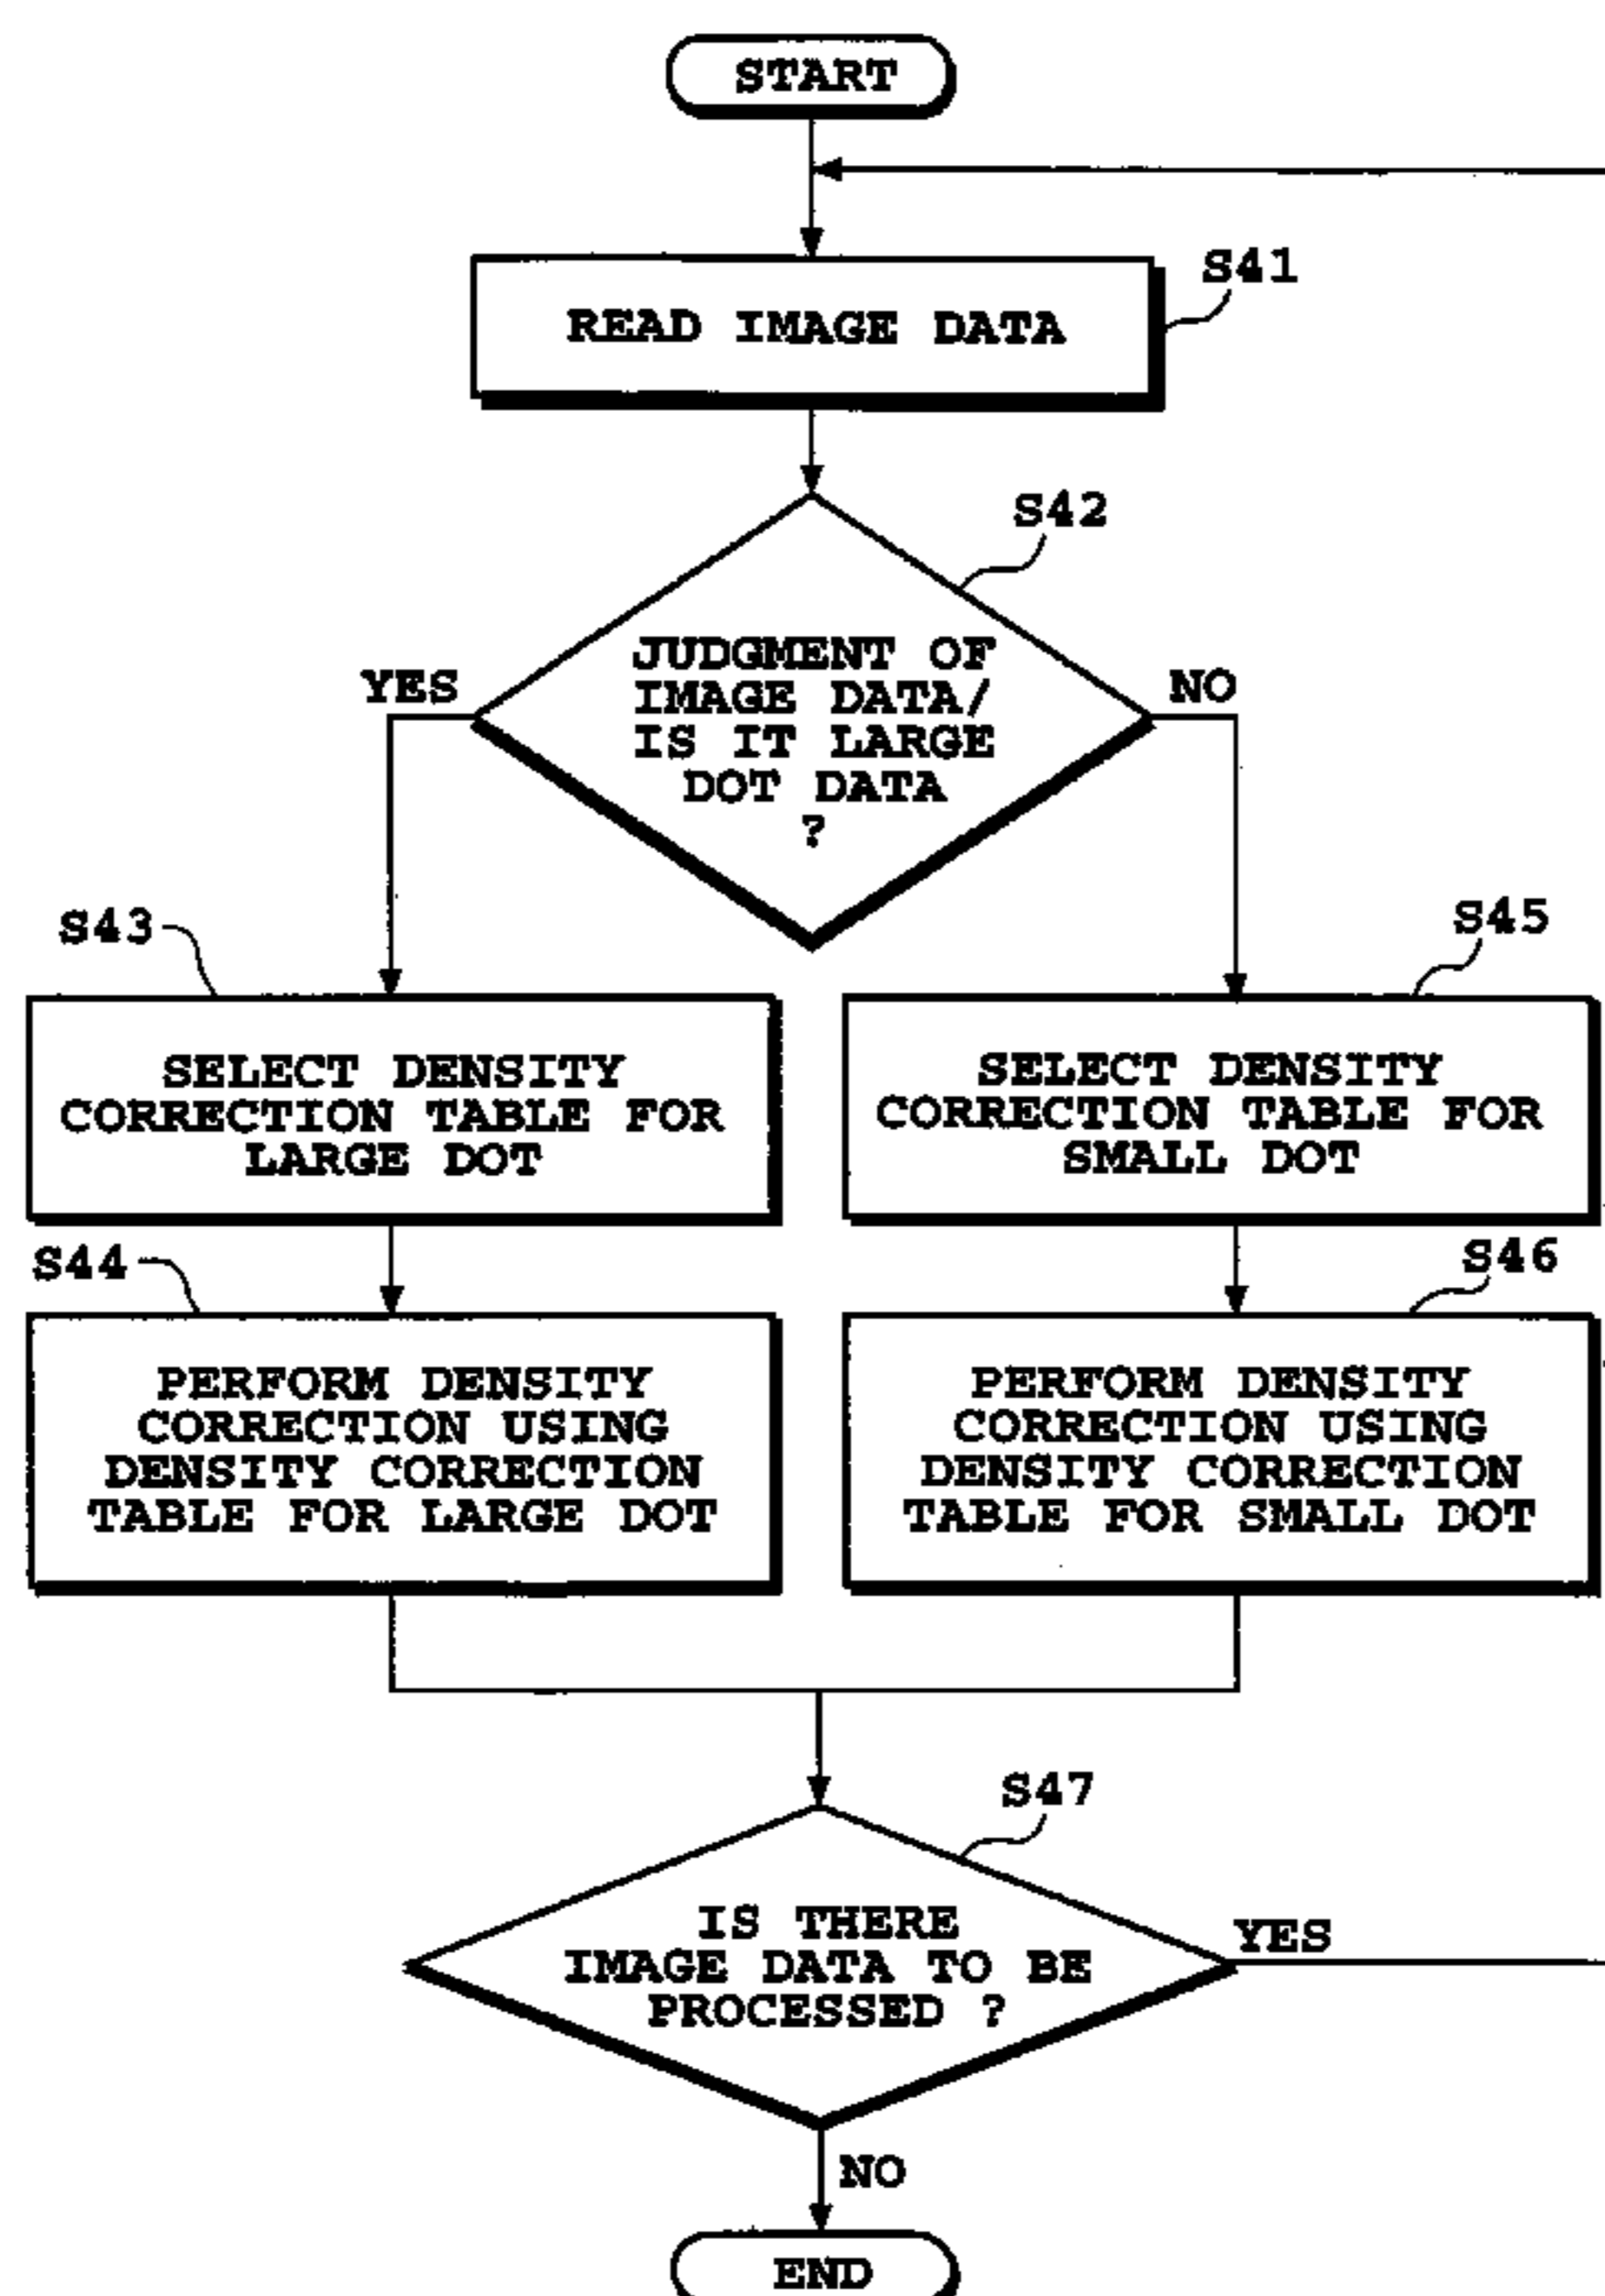 START
S41
READ IMAGE DATA
S42
JUDGMENT OF
IMAGE DATA/
IS IT LARGE
DOT DATA
?
YES
NO
S43
SELECT DENSITY
CORRECTION TABLE FOR
LARGE DOT
S45
SELECT DENSITY
CORRECTION TABLE FOR
SMALL DOT
S44
PERFORM DENSITY
CORRECTION USING
DENSITY CORRECTION
TABLE FOR LARGE DOT
S46
PERFORM DENSITY
CORRECTION USING
DENSITY CORRECTION
TABLE FOR SMALL DOT
S47
IS THERE
IMAGE DATA TO BE
PROCESSED ?
YES
NO
END